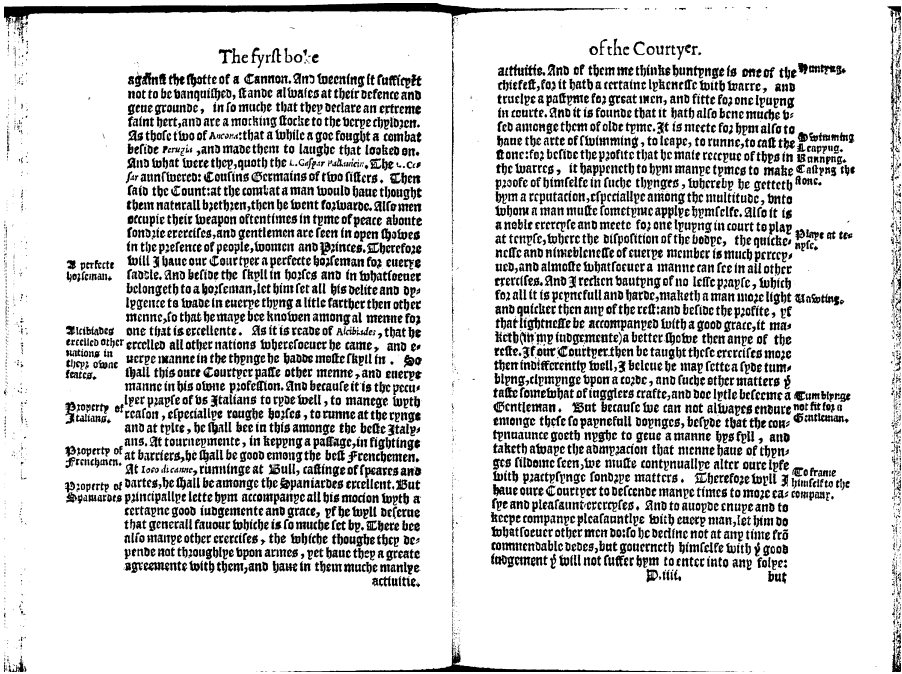 The fyrst boke
against the shotte of a Cannon. And weening it sufficyēt
not to be vanquished, stande alwaies at their defence and
geue grounde, in so muche that they declare an extreme
faint hert, and are a mocking stocke to the verye chyldren.
As those two of Ancona: that a while a goe fought a combat
beside Perugia, and made them to laughe that looked on.
And what were they, quoth the L. Gaspar Pallauicin. The L. Ce-
sar aunswered: Cousins Germains of two sisters. Then
said the Count: at the combat a man would haue thought
them naturall brethren, then he went forwarde. Also men
occupie their weapon oftentimes in tyme of peace aboute
sondrie exercises, and gentlemen are seen in open showes
in the presence of people, women and Princes. Therefore
will I haue our Courtyer a perfecte horseman for euerye
saddle. And beside the skyll in horses and in whatsoeuer
belongeth to a horseman, let him set all his delite and dy-
lygence to wade in euerye thyng a litle farther then other
menne, so that he maye bee knowen among al menne for
one that is excellente. As it is reade of Alcibiades, that he
excelled all other nations wheresoeuer he came, and e-
uerye manne in the thynge he hadde moste skyll in. So
shall this oure Courtyer passe other menne, and euerye
manne in his owne profession. And because it is the pecu-
lyer prayse of vs Italians to ryde well, to manege wyth
reason, especiallye roughe horses, to runne at the rynge
and at tylte, he shall bee in this amonge the beste Italy-
ans. At tourneymente, in kepyng a passage, in fightinge
at barriers, he shall be good emong the best Frenchemen.
At Ioco di canne, runninge at Bull, castinge of speares and
dartes, he shall be amonge the Spaniardes excellent. But
principallye lette hym accompanye all his mocion wyth a
certayne good iudgemente and grace, yf he wyll deserue
that generall fauour whiche is so muche set by. There bee
also manye other exercises, the whiche thoughe they de-
pende not throughlye vpon armes, yet haue they a greate
agreemente with them, and haue in them muche manlye
actiuitie.
A perfecte
horseman.
Alcibiades
excelled other
nations in
theyr owne
feates.
Property of
Italians.
Property of
Frenchmen.
Property of
Spaniardes
of the Courtyer.
actiuitie. And of them me thinke huntynge is one of the
chiefest, for it hath a certaine lykenesse with warre, and
truelye a pastyme for great men, and fitte for one lyuyng
in courte. And it is founde that it hath also bene muche v-
sed amonge them of olde tyme. It is meete for hym also to
haue the arte of swimming, to leape, to runne, to cast the
stone: for beside the profite that he maie receyue of thys in
the warres, it happeneth to hym manye tymes to make
proofe of himselfe in suche thynges, whereby he getteth
hym a reputacion, especiallye among the multitude, vnto
whom a man muste sometyme applye hymselfe. Also it is
a noble exercyse and meete for one lyuyng in court to play
at tenyse, where the disposition of the bodye, the quicke-
nesse and nimblenesse of euerye member is much percey-
ued, and almoste whatsoeuer a manne can see in all other
exercises. And I recken vautyng of no lesse prayse, which
for all it is peynefull and harde, maketh a man more light
and quicker then any of the rest: and beside the profite, yf
that lightnesse be accompanyed with a good grace, it ma-
keth (in my iudgemente) a better showe then anye of the
reste. If our Courtyer then be taught these exercises more
then indifferently well, I beleue he may sette a syde tum-
blyng, clymynge vpon a corde, and suche other matters ẏ
taste somewhat of iugglers crafte, and doe lytle beseeme a
Gentleman. But because we can not alwayes endure
emonge these so paynefull doynges, besyde that the con-
tynuaunce goeth nyghe to geue a manne hys fyll, and
taketh awaye the admyracion that menne haue of thyn-
ges sildome seen, we muste contynuallye alter oure lyfe
with practysynge sondrye matters. Therefore wyll I
haue oure Courtyer to descende manye times to more ea-
sye and pleasaunt exercyses. And to auoyde enuye and to
keepe companye pleasauntlye with euery man, let him do
whatsoeuer other men do: so he decline not at any time frō
commendable dedes, but gouerneth himselfe with ẏ good
iudgement ẏ will not suffer hym to enter into any folye:
D.iiii. but
Huntyng.
Swimming
Leapyng.
Runnyng.
Castyng the
stone.
Playe at te-
nyse.
Vawting.
Tumblynge
not fit for a
Gentleman.
To frame
himself to the
company.